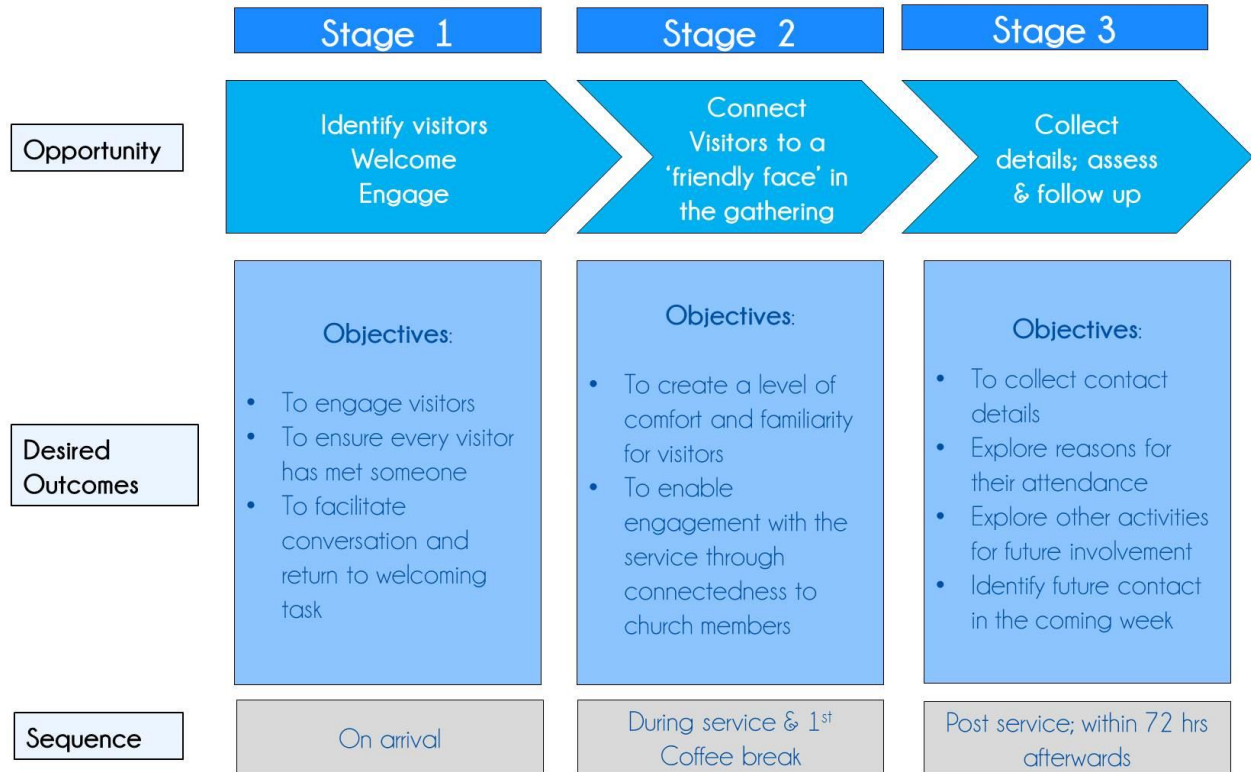 Stage 1
Stage 2
Stage 3
Opportunity
Identify visitors
Welcome
Engage
Connect
Visitors to a
‘friendly face’ in
the gathering
Collect
details; assess
& follow up
Desired
Outcomes
Objectives:
• To engage visitors
• To ensure every visitor
has met someone
• To facilitate
conversation and
return to welcoming
task
Objectives:
• To create a level of
comfort and familiarity
for visitors
• To enable
engagement with the
service through
connectedness to
church members
Objectives:
• To collect contact
details
• Explore reasons for
their attendance
• Explore other activities
for future involvement
• Identify future contact
in the coming week
Sequence
On arrival
During service & 1st
Coffee break
Post service; within 72 hrs
afterwards